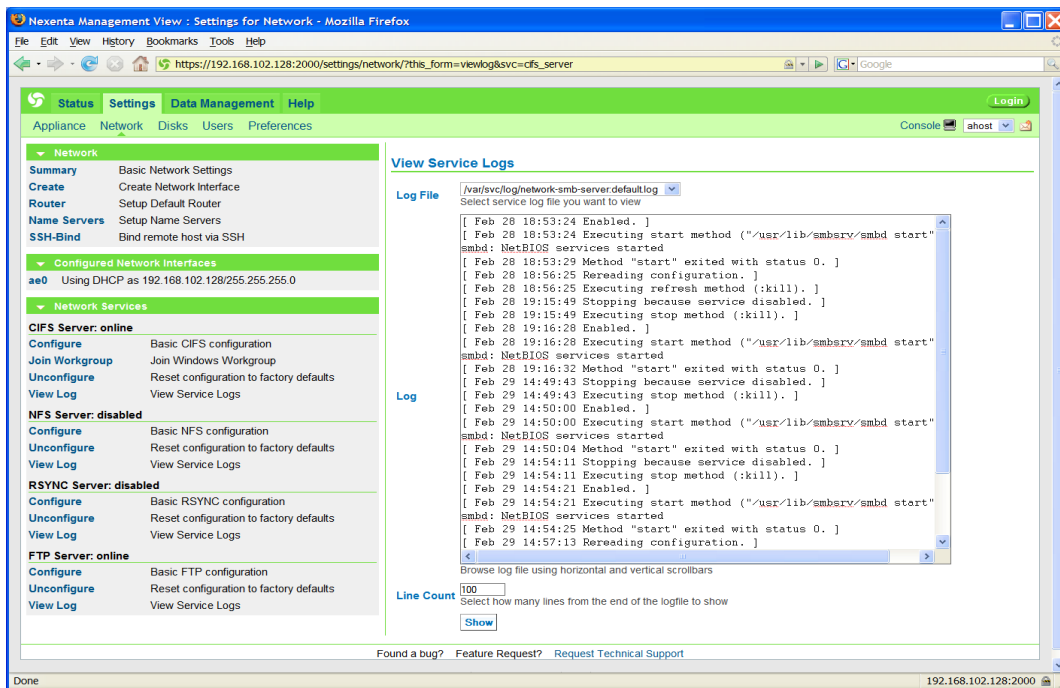 Nexenta Management View : Settings for Network - Mozilla Firefox
File Edit View History Bookmarks Tools Help
https://192.168.102.128:2000/settings/network/?this_form=viewlog&svc=cifs_server
Google
Status Settings Data Management Help
Login
Appliance Network Disks Users Preferences
Console ahost
Network
Summary Basic Network Settings
Create Create Network Interface
Router Setup Default Router
Name Servers Setup Name Servers
SSH-Bind Bind remote host via SSH
Configured Network Interfaces
ae0 Using DHCP as 192.168.102.128/255.255.255.0
Network Services
CIFS Server: online
Configure Basic CIFS configuration
Join Workgroup Join Windows Workgroup
Unconfigure Reset configuration to factory defaults
View Log View Service Logs
NFS Server: disabled
Configure Basic NFS configuration
Unconfigure Reset configuration to factory defaults
View Log View Service Logs
RSYNC Server: disabled
Configure Basic RSYNC configuration
Unconfigure Reset configuration to factory defaults
View Log View Service Logs
FTP Server: online
Configure Basic FTP configuration
Unconfigure Reset configuration to factory defaults
View Log View Service Logs
View Service Logs
Log File /var/svc/log/network-smb-server:default.log
Select service log file you want to view
Log
[ Feb 28 18:53:24 Enabled. ]
[ Feb 28 18:53:24 Executing start method ("/usr/lib/smbsrv/smbd start"
smbd: NetBIOS services started
[ Feb 28 18:53:29 Method "start" exited with status 0. ]
[ Feb 28 18:56:25 Rereading configuration. ]
[ Feb 28 18:56:25 Executing refresh method (:kill). ]
[ Feb 28 19:15:49 Stopping because service disabled. ]
[ Feb 28 19:15:49 Executing stop method (:kill). ]
[ Feb 28 19:16:28 Enabled. ]
[ Feb 28 19:16:28 Executing start method ("/usr/lib/smbsrv/smbd start"
smbd: NetBIOS services started
[ Feb 28 19:16:32 Method "start" exited with status 0. ]
[ Feb 29 14:49:43 Stopping because service disabled. ]
[ Feb 29 14:49:43 Executing stop method (:kill). ]
[ Feb 29 14:50:00 Enabled. ]
[ Feb 29 14:50:00 Executing start method ("/usr/lib/smbsrv/smbd start"
smbd: NetBIOS services started
[ Feb 29 14:50:04 Method "start" exited with status 0. ]
[ Feb 29 14:54:11 Stopping because service disabled. ]
[ Feb 29 14:54:11 Executing stop method (:kill). ]
[ Feb 29 14:54:21 Enabled. ]
[ Feb 29 14:54:21 Executing start method ("/usr/lib/smbsrv/smbd start"
smbd: NetBIOS services started
[ Feb 29 14:54:25 Method "start" exited with status 0. ]
[ Feb 29 14:57:13 Rereading configuration. ]
Browse log file using horizontal and vertical scrollbars
Line Count 100
Select how many lines from the end of the logfile to show
Show
Found a bug? Feature Request? Request Technical Support
Done
192.168.102.128:2000